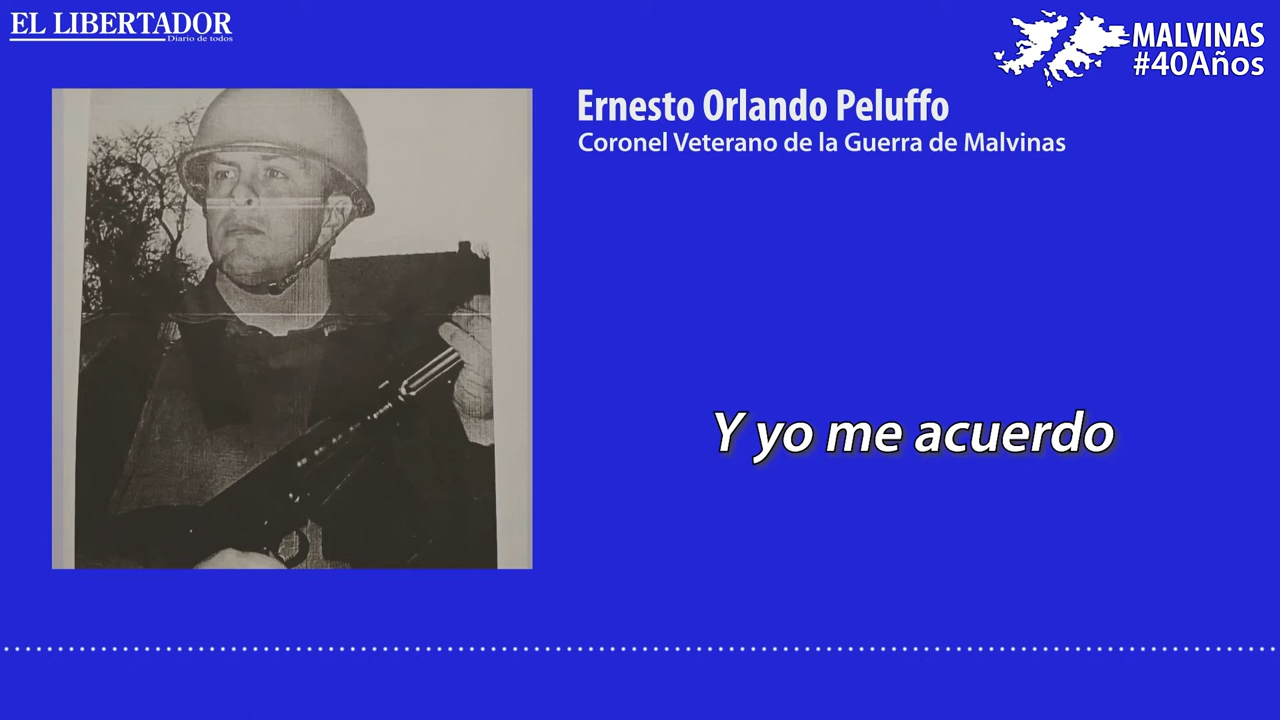 EL LIBERTADOR
Diario de todos
MALVINAS
#40Años
Ernesto Orlando Peluffo
Coronel Veterano de la Guerra de Malvinas
Y yo me acuerdo